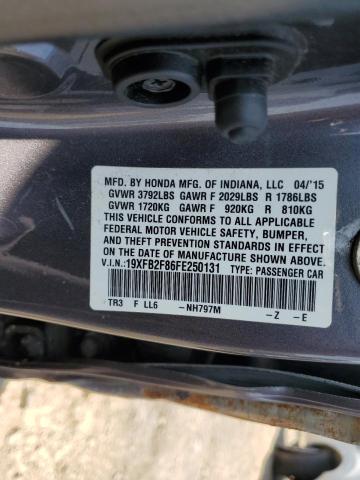 MFD. BY HONDA MFG. OF INDIANA, LLC 04/'15
GVWR 3792LBS GAWR F 2029LBS R 1786LBS
GVWR 1720KG GAWR F 920KG R 810KG
THIS VEHICLE CONFORMS TO ALL APPLICABLE
FEDERAL MOTOR VEHICLE SAFETY, BUMPER,
AND THEFT PREVENTION STANDARDS IN EFFECT
ON THE DATE OF MANUFACTURE SHOWN ABOVE.
V.I.N.:19XFB2F86FE250131 TYPE: PASSENGER CAR
TR3 F LL6 -NH797M -Z -E